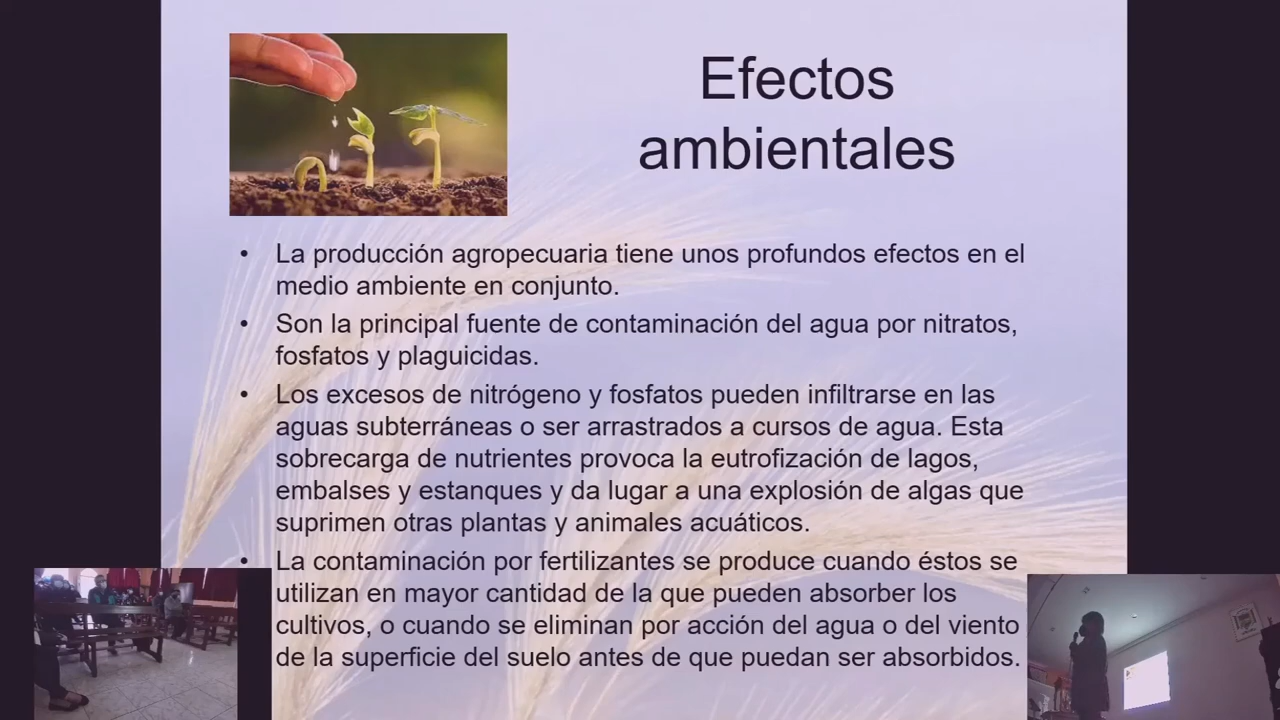 Efectos
ambientales
• La producción agropecuaria tiene unos profundos efectos en el
medio ambiente en conjunto.
• Son la principal fuente de contaminación del agua por nitratos,
fosfatos y plaguicidas.
• Los excesos de nitrógeno y fosfatos pueden infiltrarse en las
aguas subterráneas o ser arrastrados a cursos de agua. Esta
sobrecarga de nutrientes provoca la eutrofización de lagos,
embalses y estanques y da lugar a una explosión de algas que
suprimen otras plantas y animales acuáticos.
• La contaminación por fertilizantes se produce cuando éstos se
utilizan en mayor cantidad de la que pueden absorber los
cultivos, o cuando se eliminan por acción del agua o del viento
de la superficie del suelo antes de que puedan ser absorbidos.